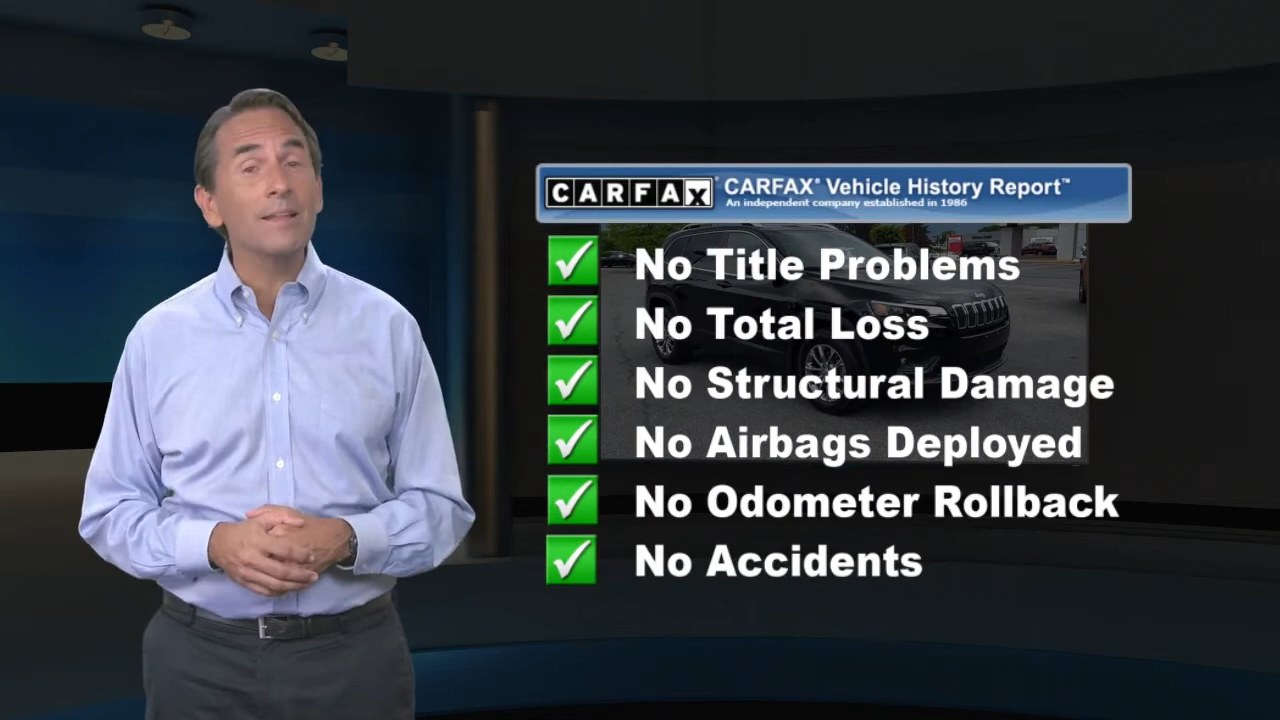 CARFAX® CARFAX® Vehicle History Report™
An independent company established in 1986
No Title Problems
No Total Loss
No Structural Damage
No Airbags Deployed
No Odometer Rollback
No Accidents